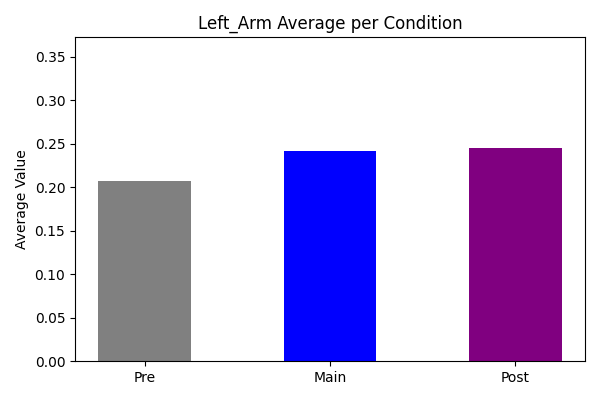 Left_Arm Average per Condition
Average Value
0.35
0.30
0.25
0.20
0.15
0.10
0.05
0.00
Pre
Main
Post